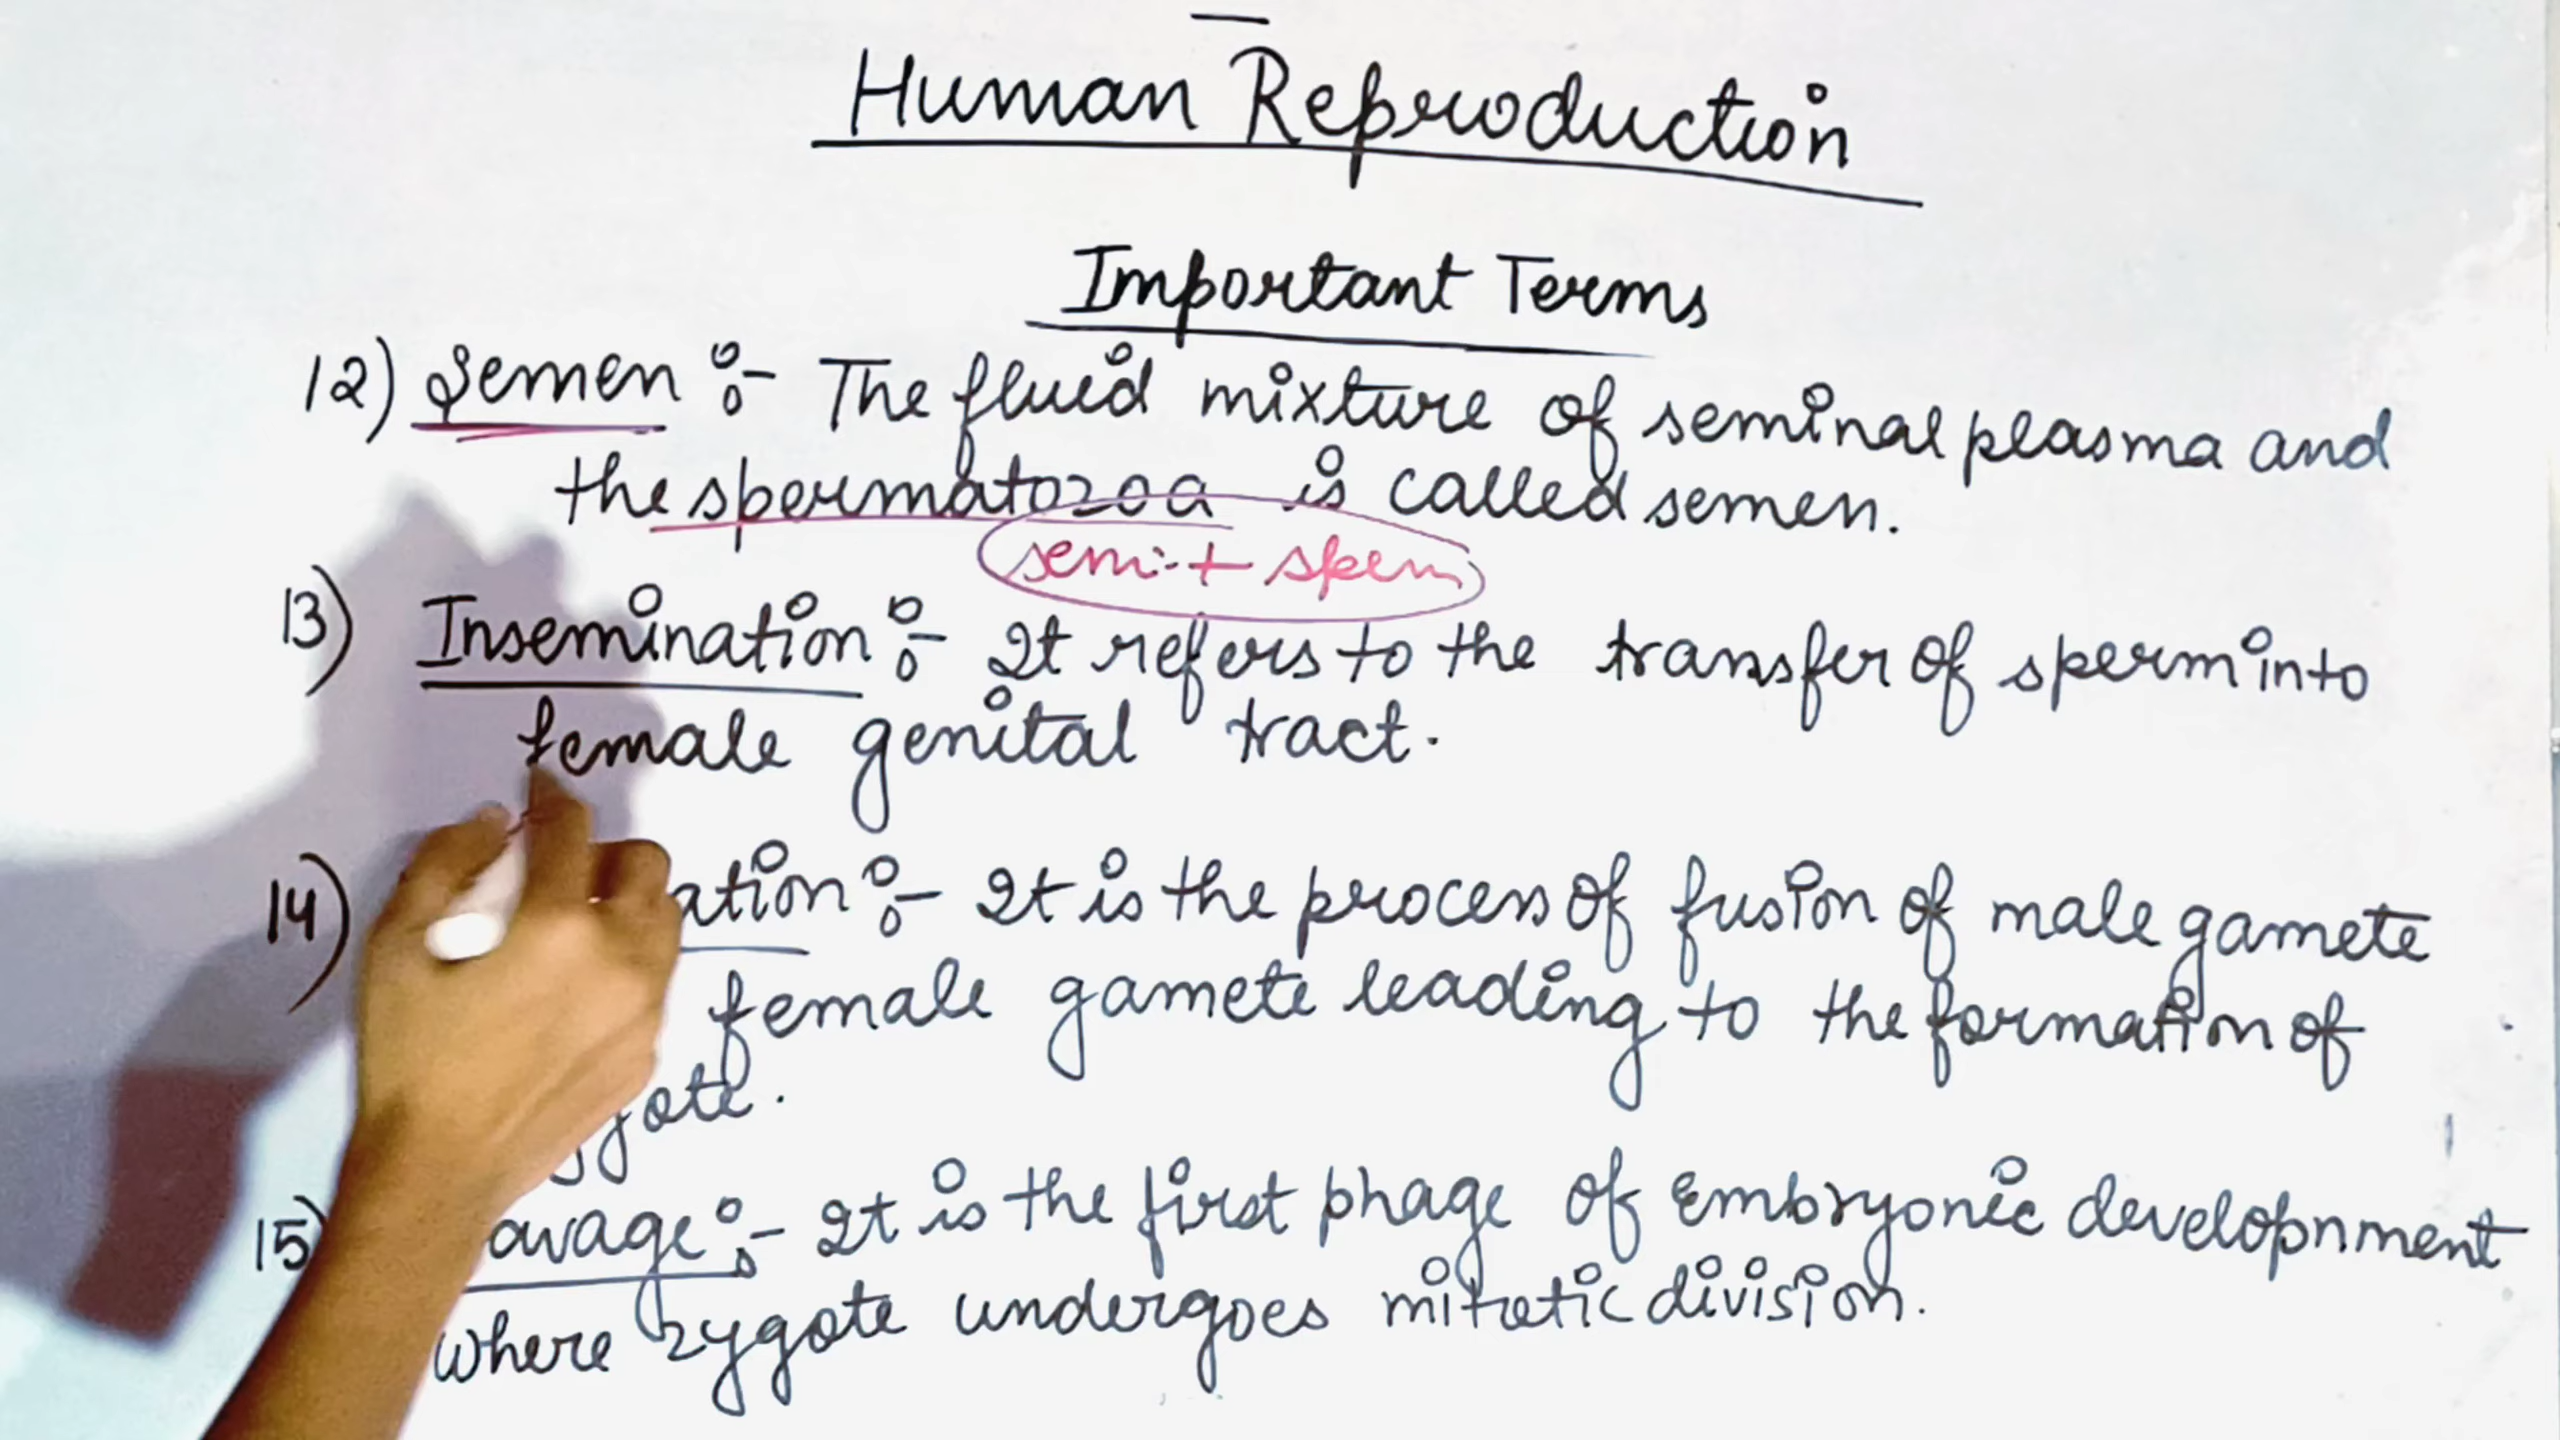 Human Reproduction
Important Terms
12) Semen :- The fluid mixture of seminal plasma and
the spermatozoa is called semen.
semi + sperm
13) Insemination :- It refers to the transfer of sperm into
female genital tract.
14) ation :- It is the process of fusion of male gamete
female gamete leading to the formation of
ygote.
15) avage :- It is the first phage of Embryonic developnment
where zygote undergoes mitotic division.